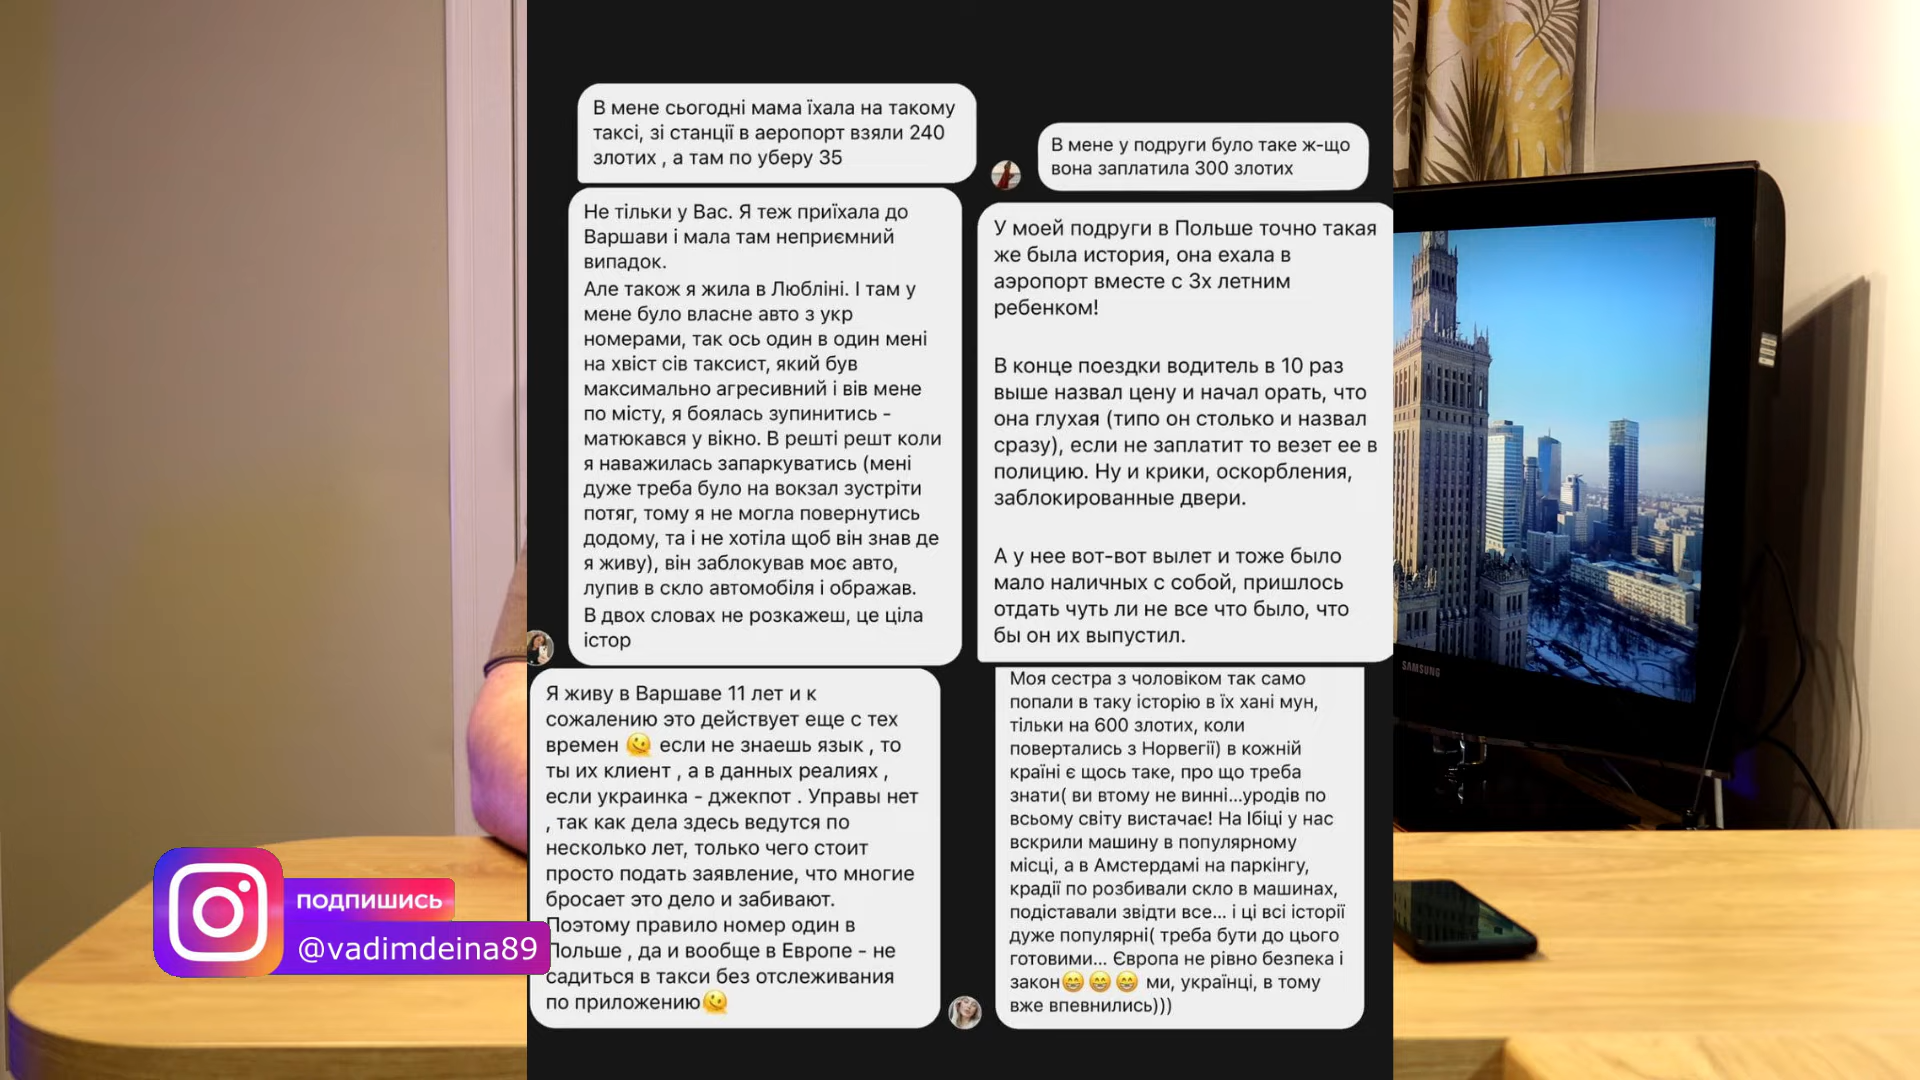 В мене сьогодні мама їхала на такому
таксі, зі станції в аеропорт взяли 240
злотих , а там по уберу 35
Не тільки у Вас. Я теж приїхала до
Варшави і мала там неприємний
випадок.
Але також я жила в Любліні. І там у
мене було власне авто з укр
номерами, так ось один в один мені
на хвіст сів таксист, який був
максимально агресивний і вів мене
по місту, я боялась зупинитись -
матюкався у вікно. В решті решт коли
я наважилась запаркуватись (мені
дуже треба було на вокзал зустріти
потяг, тому я не могла повернутись
додому, та і не хотіла щоб він знав де
я живу), він заблокував моє авто,
лупив в скло автомобіля і ображав.
В двох словах не розкажеш, це ціла
істор
Я живу в Варшаве 11 лет и к
сожалению это действует еще с тех
времен 🫠 если не знаешь язык , то
ты их клиент , а в данных реалиях ,
если украинка - джекпот . Управы нет
, так как дела здесь ведутся по
несколько лет, только чего стоит
просто подать заявление, что многие
бросает это дело и забивают.
Поэтому правило номер один в
Польше , да и вообще в Европе - не
садиться в такси без отслеживания
по приложению🫠
В мене у подруги було таке ж-що
вона заплатила 300 злотих
У моей подруги в Польше точно такая
же была история, она ехала в
аэропорт вместе с 3х летним
ребенком!
В конце поездки водитель в 10 раз
выше назвал цену и начал орать, что
она глухая (типо он столько и назвал
сразу), если не заплатит то везет ее в
полицию. Ну и крики, оскорбления,
заблокированные двери.
А у нее вот-вот вылет и тоже было
мало наличных с собой, пришлось
отдать чуть ли не все что было, что
бы он их выпустил.
Моя сестра з чоловіком так само
попали в таку історію в їх хані мун,
тільки на 600 злотих, коли
повертались з Норвегії) в кожній
країні є щось таке, про що треба
знати( ви втому не винні...уродів по
всьому світу вистачає! На Ібіці у нас
вскрили машину в популярному
місці, а в Амстердамі на паркінгу,
крадії по розбивали скло в машинах,
подіставали звідти все... і ці всі історії
дуже популярні( треба бути до цього
готовими... Європа не рівно безпека і
закон😁😁😁 ми, українці, в тому
вже впевнились)))
SAMSUNG
ПОДПИШИСЬ
@vadimdeina89